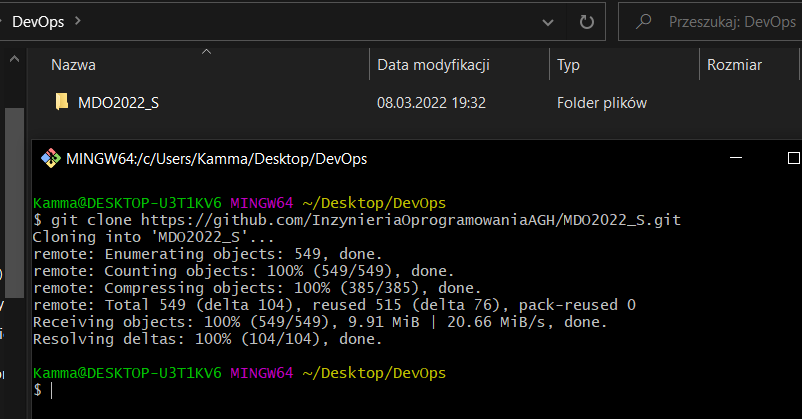 DevOps
Przeszukaj: DevOps
Nazwa Data modyfikacji Typ Rozmiar
MDO2022_S 08.03.2022 19:32 Folder plików
MINGW64:/c/Users/Kamma/Desktop/DevOps
Kamma@DESKTOP-U3T1KV6 MINGW64 ~/Desktop/DevOps
$ git clone https://github.com/InzynieriaOprogramowaniaAGH/MDO2022_S.git
Cloning into 'MDO2022_S'...
remote: Enumerating objects: 549, done.
remote: Counting objects: 100% (549/549), done.
remote: Compressing objects: 100% (385/385), done.
remote: Total 549 (delta 104), reused 515 (delta 76), pack-reused 0
Receiving objects: 100% (549/549), 9.91 MiB | 20.66 MiB/s, done.
Resolving deltas: 100% (104/104), done.
Kamma@DESKTOP-U3T1KV6 MINGW64 ~/Desktop/DevOps
$